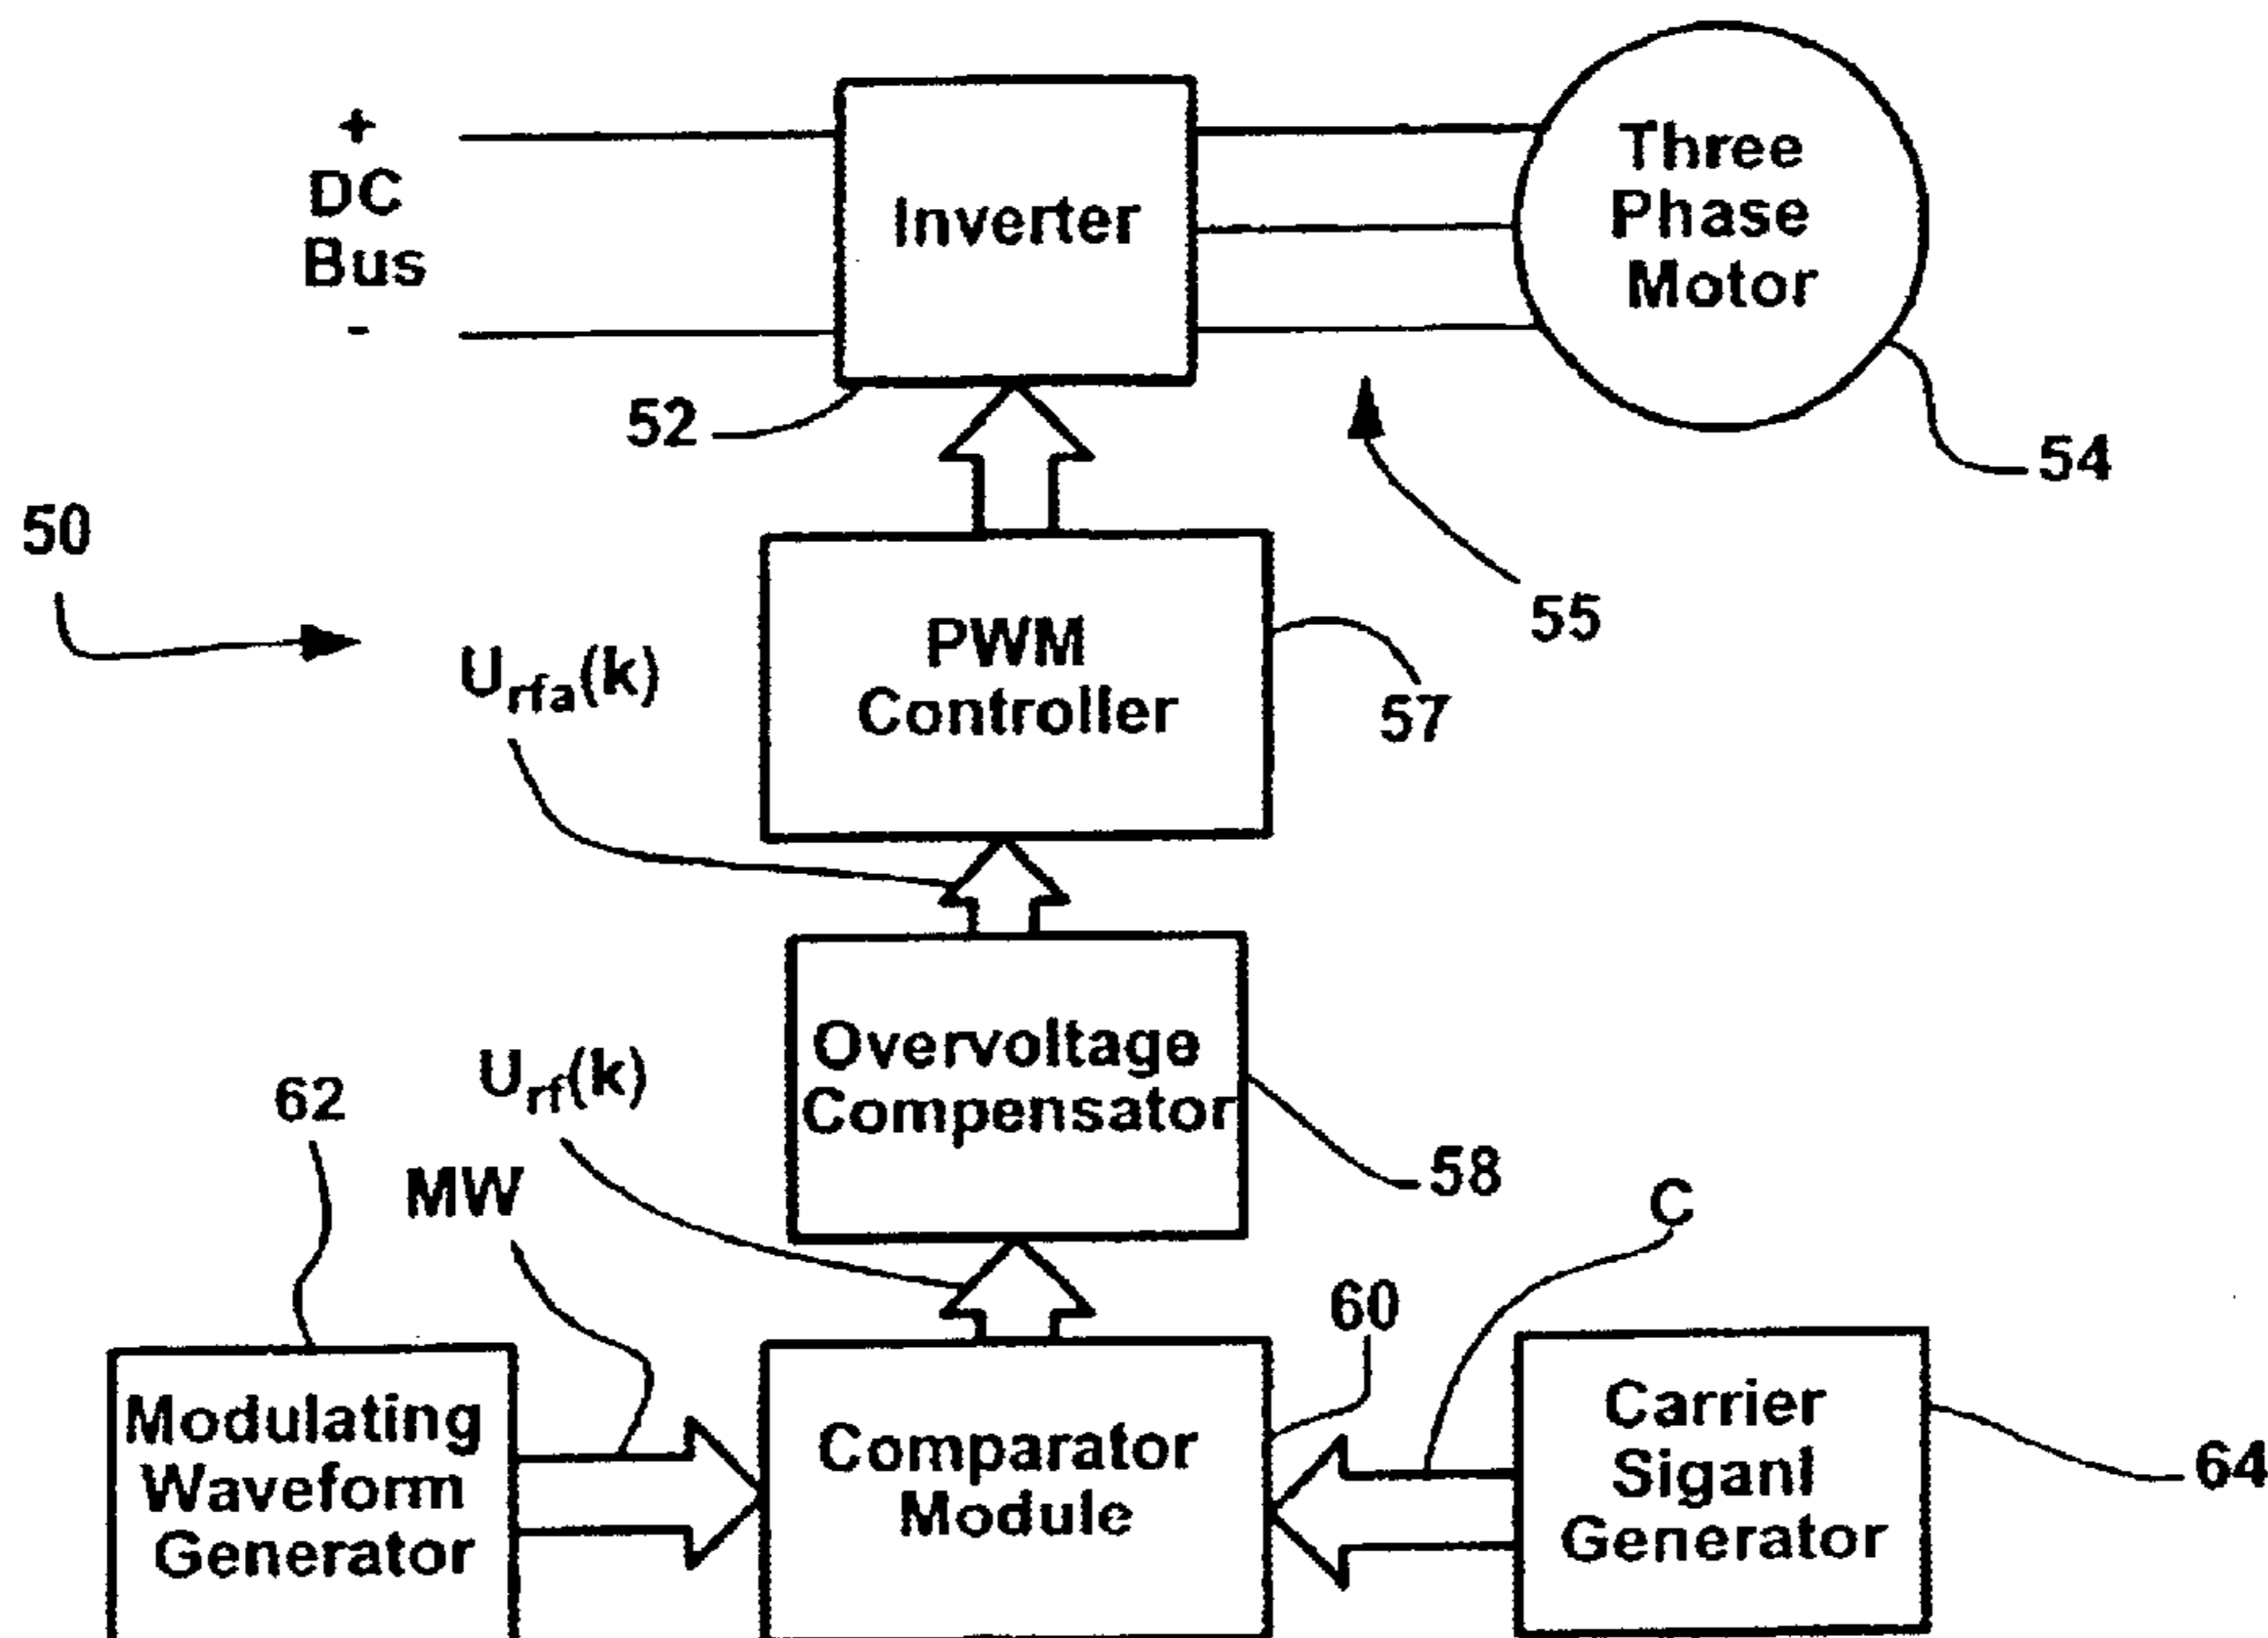 +
DC
Bus
-
Inverter
Three
Phase
Motor
52
54
50
55
PWM
Controller
57
Urfa(k)
Overvoltage
Compensator
58
Urf(k)
62
MW
C
60
Modulating
Waveform
Generator
Comparator
Module
Carrier
Siganl
Generator
64